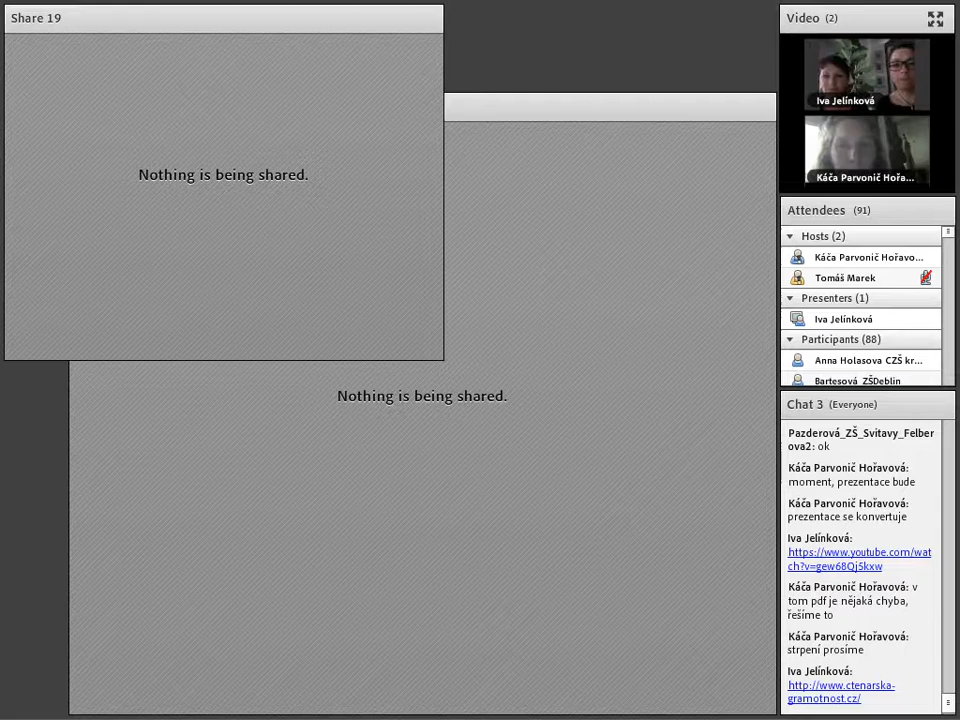 Share 19
Nothing is being shared.
Nothing is being shared.
Video (2)
Iva Jelínková
Káča Parvonič Hořa...
Attendees (91)
Hosts (2)
Káča Parvonič Hořavo...
Tomáš Marek
Presenters (1)
Iva Jelínková
Participants (88)
Anna Holasova CZŠ kr...
Bartesová ZŠDeblin
Chat 3 (Everyone)
Pazderová_ZŠ_Svitavy_Felber
ova2: ok
Káča Parvonič Hořavová:
moment, prezentace bude
Káča Parvonič Hořavová:
prezentace se konvertuje
Iva Jelínková:
https://www.youtube.com/wat
ch?v=gew68Qj5kxw
Káča Parvonič Hořavová: v
tom pdf je nějaká chyba,
řešíme to
Káča Parvonič Hořavová:
strpení prosíme
Iva Jelínková:
http://www.ctenarska-
gramotnost.cz/